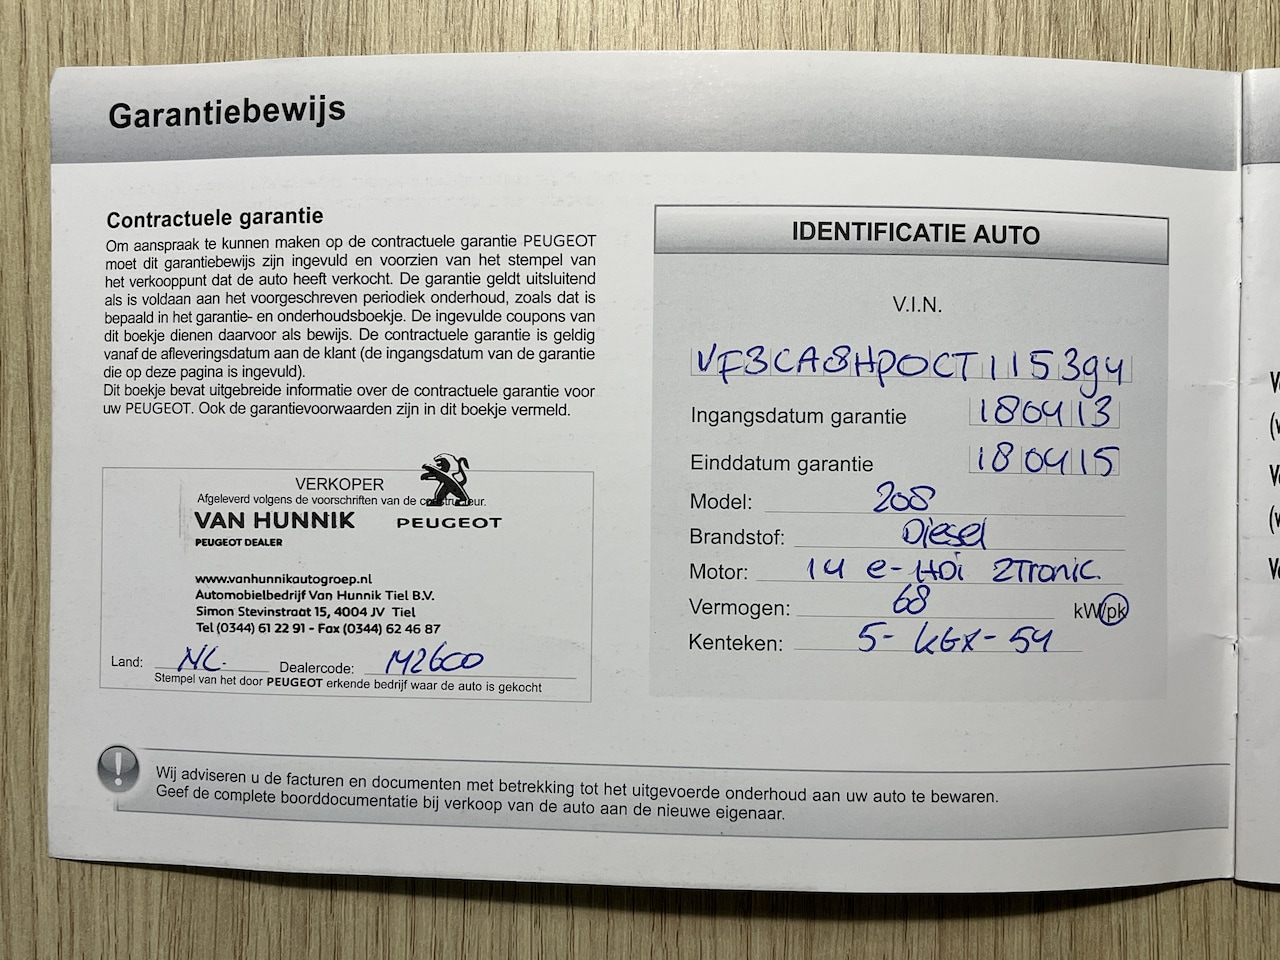 Garantiebewijs
Contractuele garantie
Om aanspraak te kunnen maken op de contractuele garantie PEUGEOT
moet dit garantiebewijs zijn ingevuld en voorzien van het stempel van
het verkooppunt dat de auto heeft verkocht. De garantie geldt uitsluitend
als is voldaan aan het voorgeschreven periodiek onderhoud, zoals dat is
bepaald in het garantie- en onderhoudsboekje. De ingevulde coupons van
dit boekje dienen daarvoor als bewijs. De contractuele garantie is geldig
vanaf de afleveringsdatum aan de klant (de ingangsdatum van de garantie
die op deze pagina is ingevuld).
Dit boekje bevat uitgebreide informatie over de contractuele garantie voor
uw PEUGEOT. Ook de garantievoorwaarden zijn in dit boekje vermeld.
VERKOPER
Afgeleverd volgens de voorschriften van de constructeur.
VAN HUNNIK
PEUGEOT DEALER
PEUGEOT
www.vanhunnikautogroep.nl
Automobielbedrijf Van Hunnik Tiel B.V.
Simon Stevinstraat 15, 4004 JV Tiel
Tel (0344) 61 22 91 - Fax (0344) 62 46 87
Land: NL. Dealercode: M2600
Stempel van het door PEUGEOT erkende bedrijf waar de auto is gekocht
IDENTIFICATIE AUTO
V.I.N.
VF3CA8HP0CT115394
Ingangsdatum garantie 180413
Einddatum garantie 180415
Model: 208
Brandstof: Diesel
Motor: 14 e-HDi 2Tronic
Vermogen: 68 kW/pk
Kenteken: 5-KGX-54
Wij adviseren u de facturen en documenten met betrekking tot het uitgevoerde onderhoud aan uw auto te bewaren.
Geef de complete boorddocumentatie bij verkoop van de auto aan de nieuwe eigenaar.